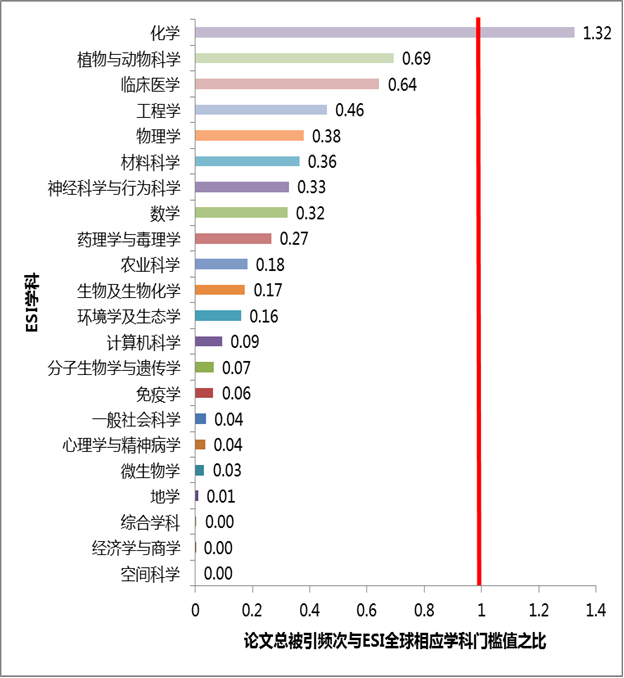 化学 1.32
植物与动物科学 0.69
临床医学 0.64
工程学 0.46
物理学 0.38
材料科学 0.36
神经科学与行为科学 0.33
数学 0.32
药理学与毒理学 0.27
农业科学 0.18
生物及生物化学 0.17
环境学及生态学 0.16
计算机科学 0.09
分子生物学与遗传学 0.07
免疫学 0.06
一般社会科学 0.04
心理学与精神病学 0.04
微生物学 0.03
地学 0.01
综合学科 0.00
经济学与商学 0.00
空间科学 0.00
ESI学科
0 0.2 0.4 0.6 0.8 1 1.2 1.4
论文总被引频次与ESI全球相应学科门槛值之比